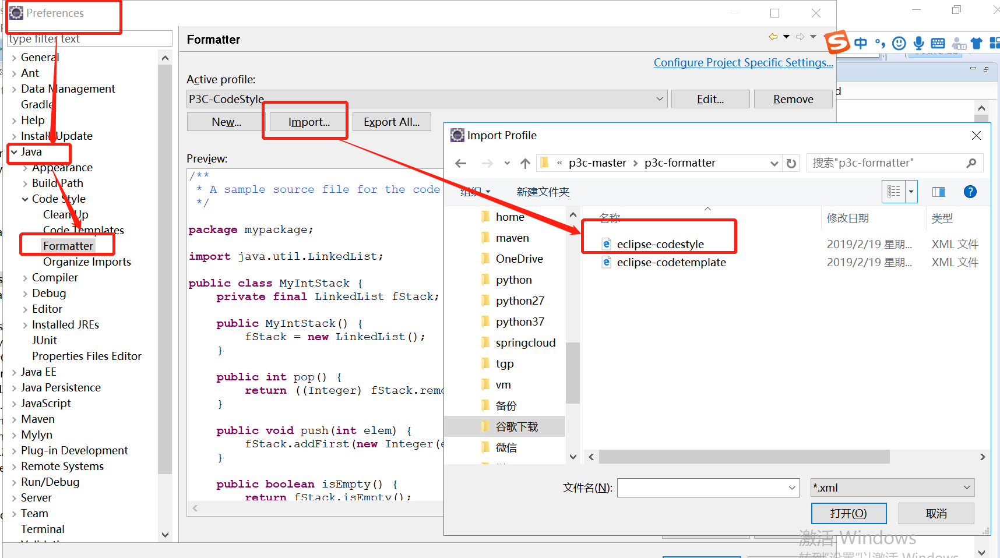 Preferences
type filter text
General
Ant
Data Management
Gradle
Help
Install/Update
Java
Appearance
Build Path
Code Style
Clean Up
Code Templates
Formatter
Organize Imports
Compiler
Debug
Editor
Installed JREs
JUnit
Properties Files Editor
Java EE
Java Persistence
JavaScript
Maven
Mylyn
Plug-in Development
Remote Systems
Run/Debug
Server
Team
Terminal
Formatter
Configure Project Specific Settings...
Active profile:
P3C-CodeStyle
Edit...
Remove
New...
Import...
Export All...
Preview:
/**
* A sample source file for the code
*/
package mypackage;
import java.util.LinkedList;
public class MyIntStack {
private final LinkedList fStack;
public MyIntStack() {
fStack = new LinkedList();
}
public int pop() {
return ((Integer) fStack.remo
}
public void push(int elem) {
fStack.addFirst(new Integer(e
}
public boolean isEmpty() {
return fStack.isEmpty();
中
Import Profile
« p3c-master › p3c-formatter
搜索"p3c-formatter"
组织
新建文件夹
home
maven
OneDrive
python
python27
python37
springcloud
tgp
vm
备份
谷歌下载
微信
名称
修改日期
类型
eclipse-codestyle
2019/2/19 星期...
XML 文件
eclipse-codetemplate
2019/2/19 星期...
XML 文件
文件名(N):
*.xml
打开(O)
取消
激活 Windows
转到"设置"以激活 Windows